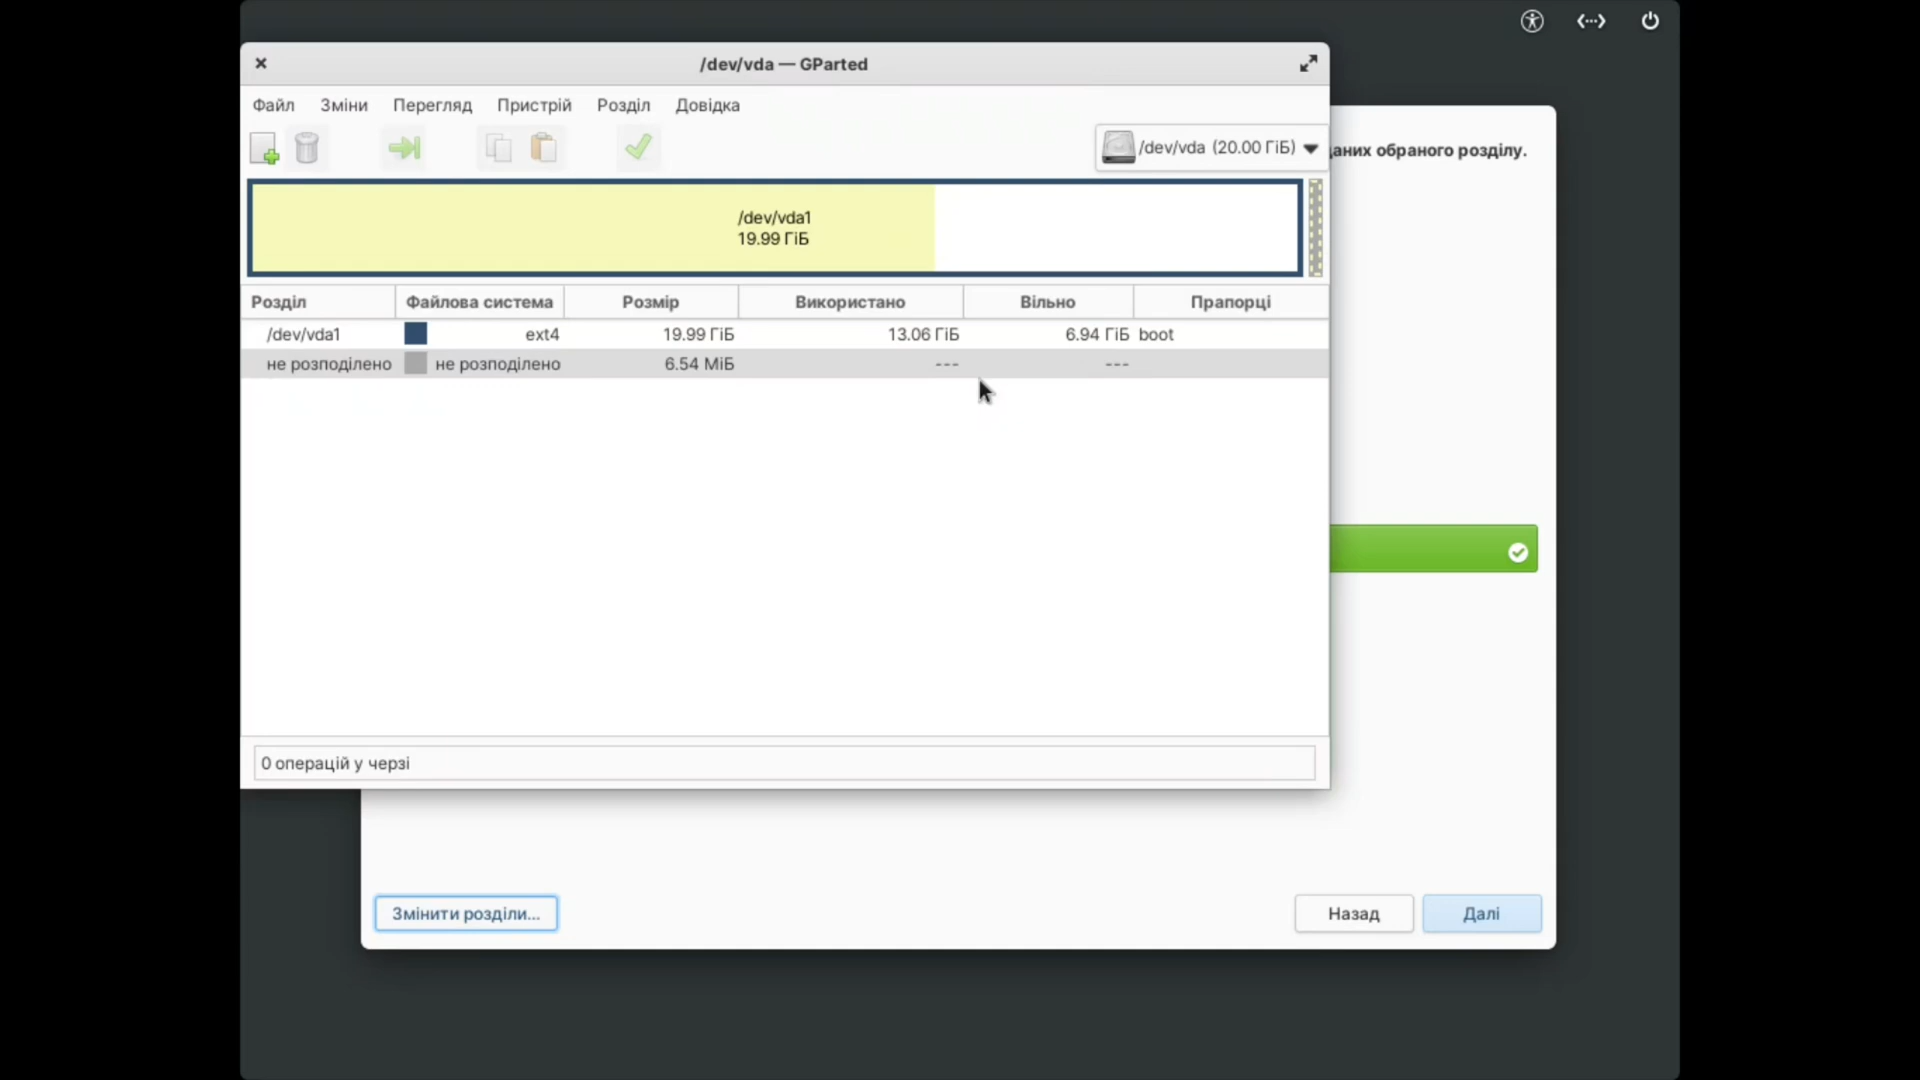 /dev/vda — GParted
Файл Зміни Перегляд Пристрій Розділ Довідка
/dev/vda (20.00 ГіБ)
даних обраного розділу.
/dev/vda1
19.99 ГіБ
Розділ Файлова система Розмір Використано Вільно Прапорці
/dev/vda1 ext4 19.99 ГіБ 13.06 ГіБ 6.94 ГіБ boot
не розподілено не розподілено 6.54 МіБ --- ---
0 операцій у черзі
Змінити розділи... Назад Далі